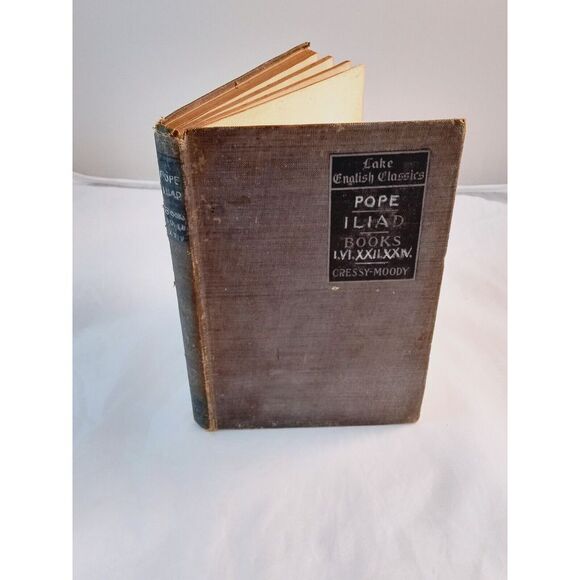 Lake
English Classics
POPE
ILIAD
BOOKS
I.VI.XXII.XXIV.
CRESSY-MOODY
POPE
ILIAD